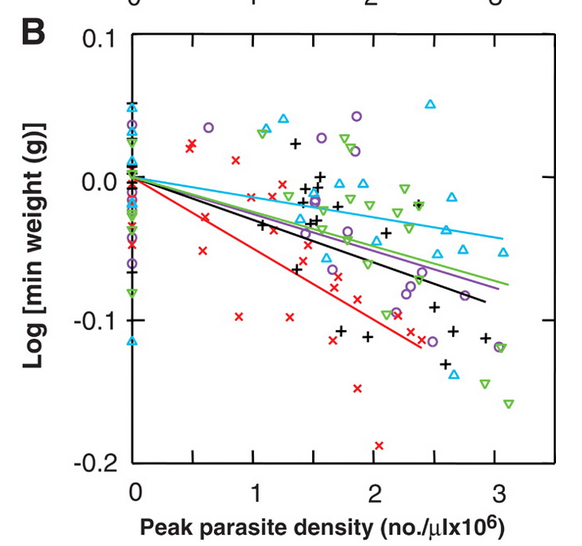 B
0.1
0.0
-0.1
-0.2
0 1 2 3
Log [min weight (g)]
Peak parasite density (no./μlx10⁶)